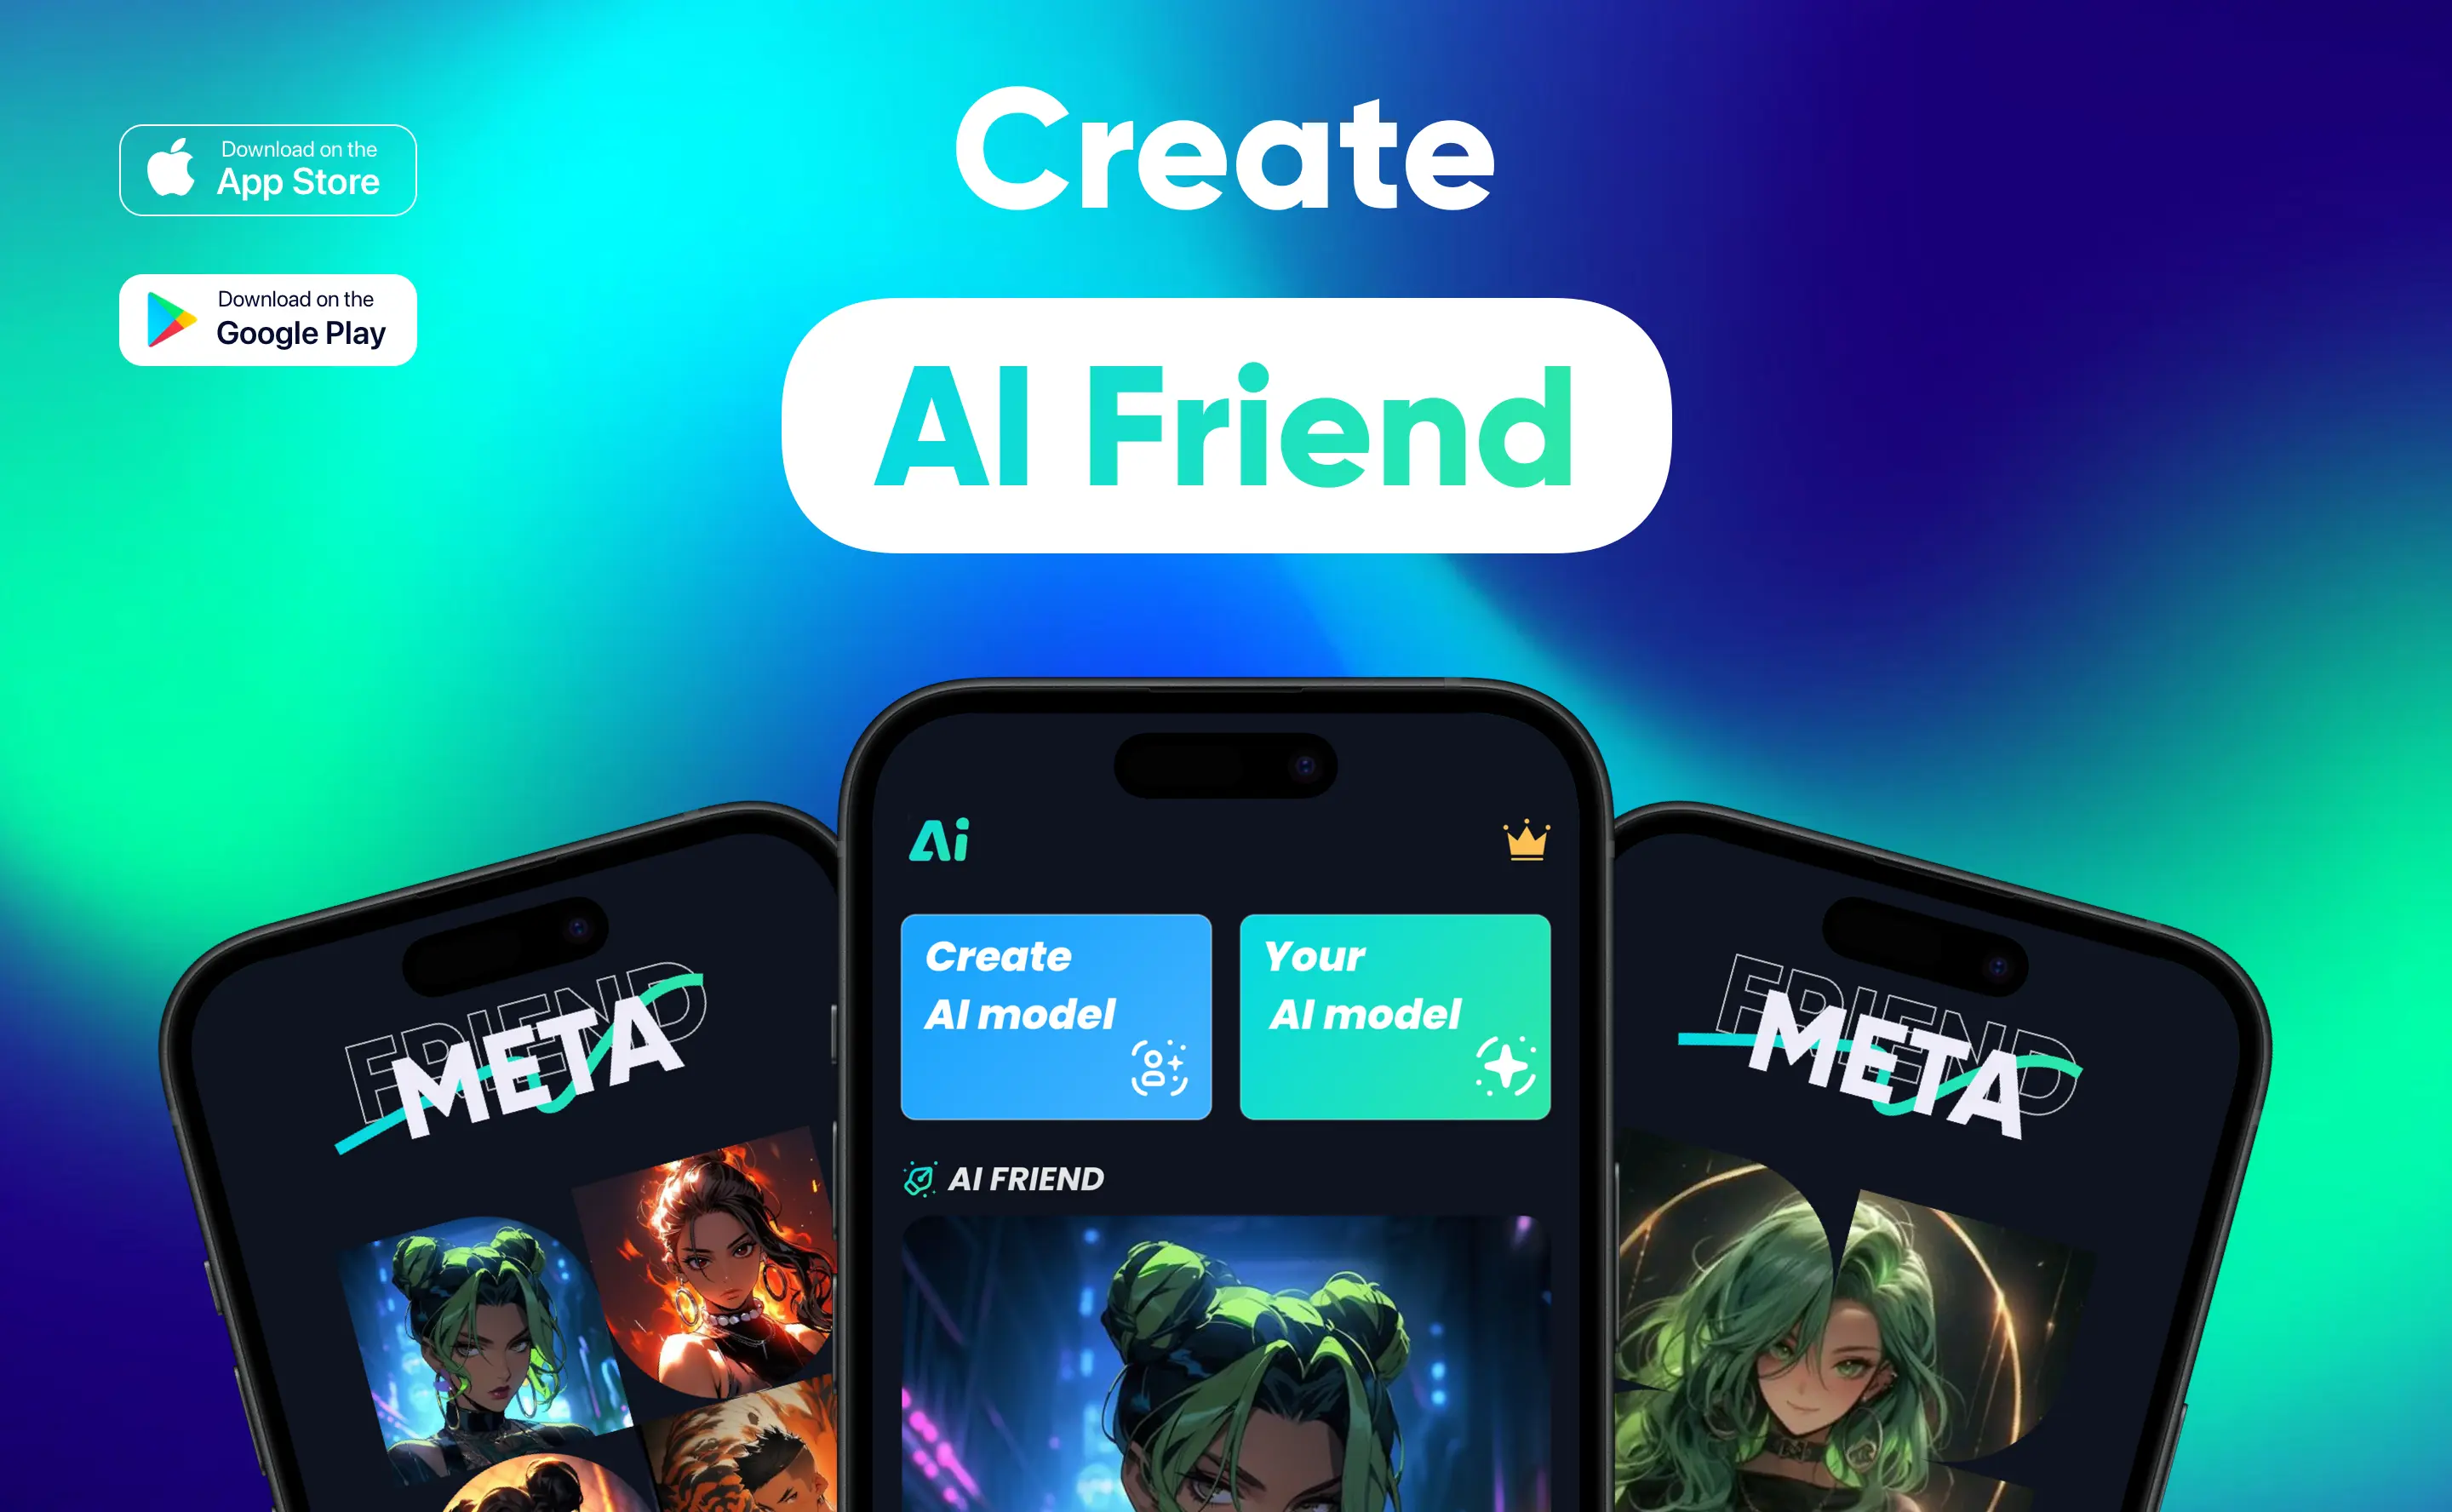 Download on the
App Store
Download on the
Google Play
Create
AI Friend
FRIEND
META
Ai
Create
AI model
Your
AI model
AI FRIEND
FRIEND
META